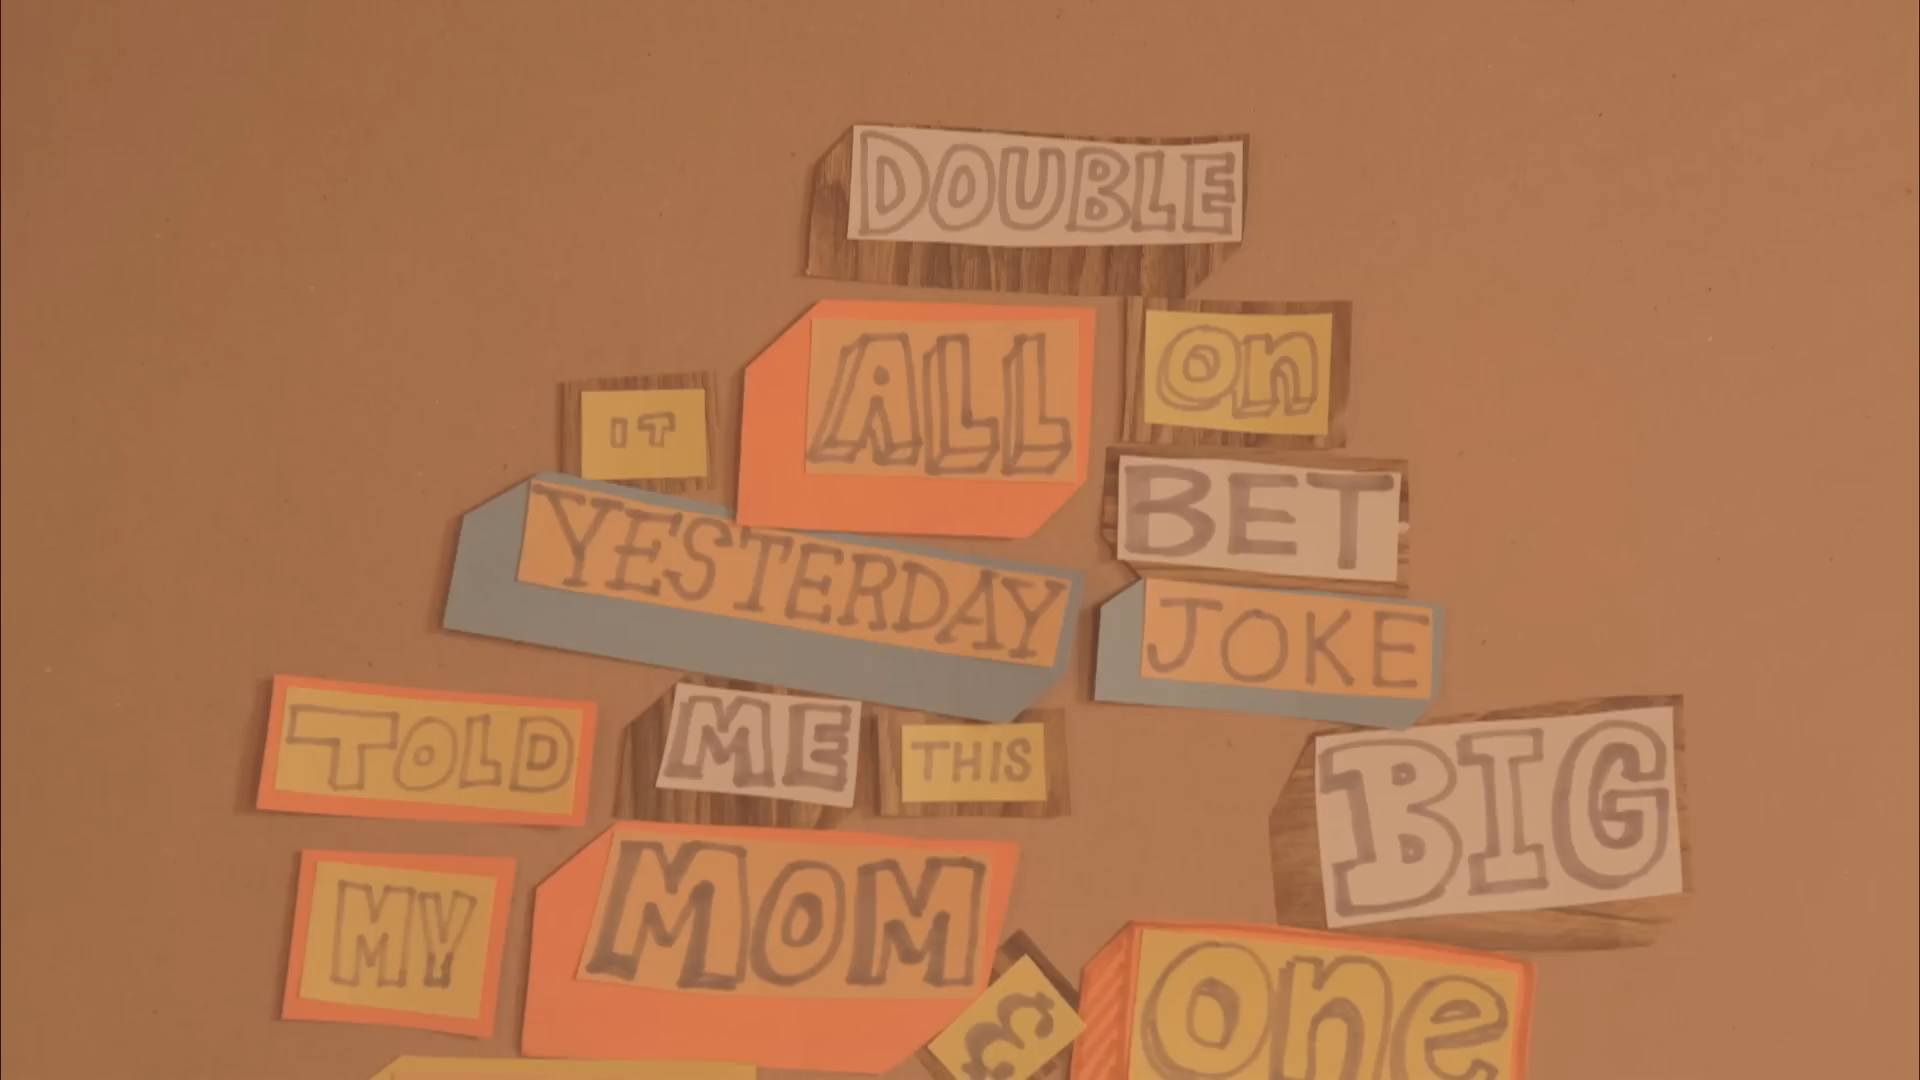 DOUBLE
IT ALL On
YESTERDAY BET
JOKE
TOLD ME THIS BIG
MY MOM & One